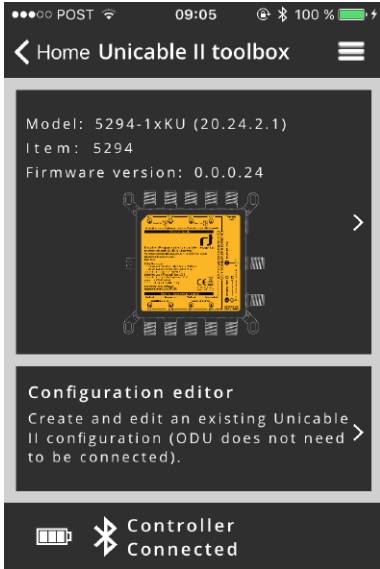 POST 09:05 100 %
Home Unicable II toolbox
Model: 5294-1xKU (20.24.2.1)
Item: 5294
Firmware version: 0.0.0.24
Configuration editor
Create and edit an existing Unicable
II configuration (ODU does not need
to be connected).
Controller
Connected